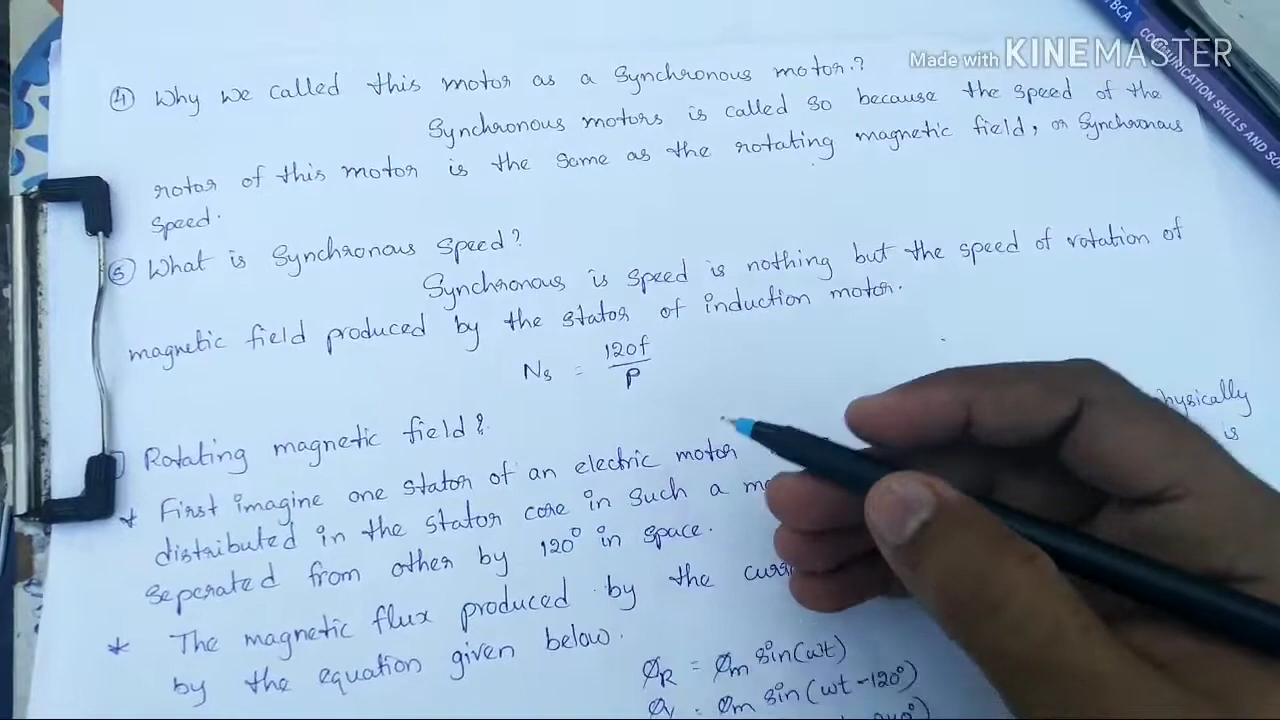 Made with KINEMASTER
BCA
COMMUNICATION SKILLS AND SO
④ Why we called this motor as a Synchronous motor.?
Synchronous motors is called so because the speed of the
rotor of this motor is the same as the rotating magnetic field, or Synchronous
Speed.
⑤ What is Synchronous Speed?
Synchronous is Speed is nothing but the speed of rotation of
magnetic field produced by the stator of induction motor.
Ns = 120f / P
Rotating magnetic field?
* First imagine one stator of an electric motor physically
distributed in the stator core in such a is
seperated from other by 120° in space.
* The magnetic flux produced by the
by the equation given below.
ØR = Øm sin(ωt)
Øm sin(ωt-120°)